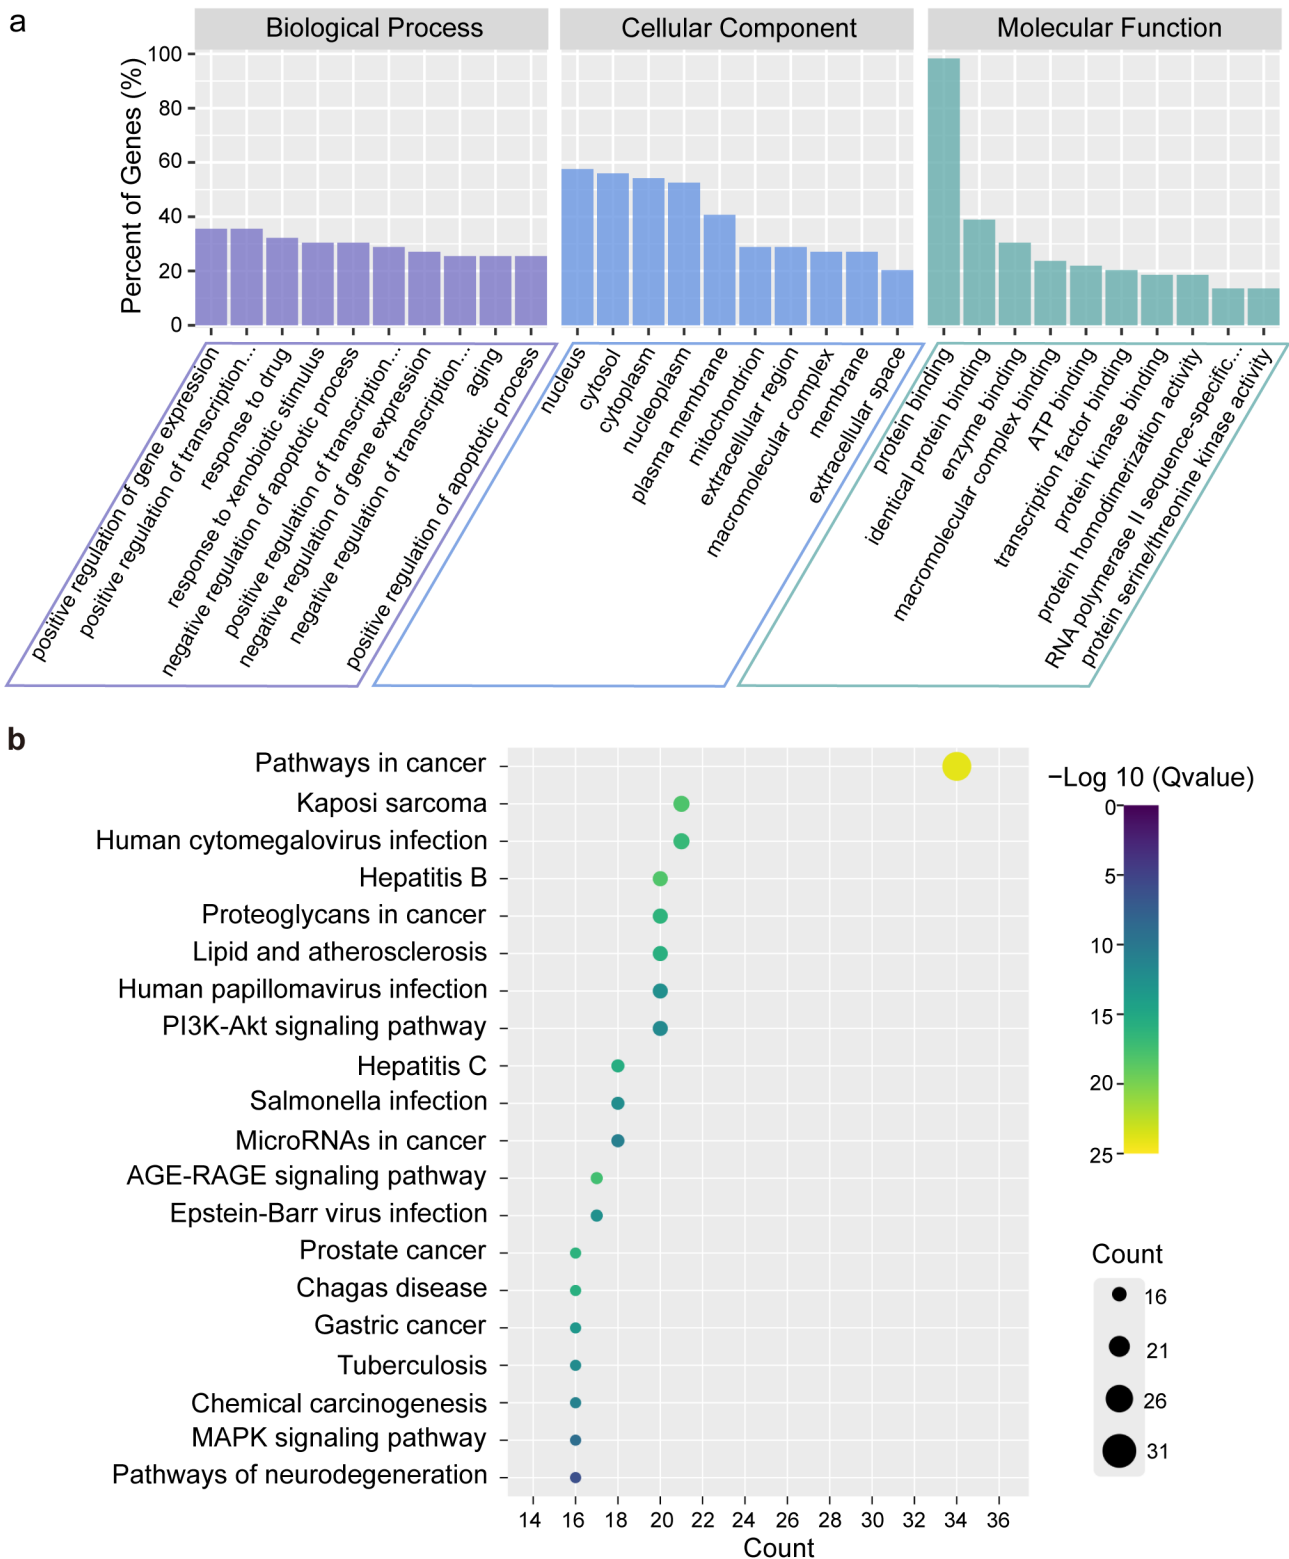 a
Biological Process
Cellular Component
Molecular Function
Percent of Genes (%)
100
80
60
40
20
0
positive regulation of gene expression
positive regulation of transcription...
response to drug
response to xenobiotic stimulus
negative regulation of apoptotic process
positive regulation of transcription...
negative regulation of gene expression
negative regulation of transcription...
aging
positive regulation of apoptotic process
nucleus
cytosol
cytoplasm
nucleoplasm
plasma membrane
mitochondrion
extracellular region
macromolecular complex
membrane
extracellular space
protein binding
identical protein binding
enzyme binding
macromolecular complex binding
ATP binding
transcription factor binding
protein kinase binding
protein homodimerization activity
RNA polymerase II sequence-specific...
protein serine/threonine kinase activity
b
Pathways in cancer
Kaposi sarcoma
Human cytomegalovirus infection
Hepatitis B
Proteoglycans in cancer
Lipid and atherosclerosis
Human papillomavirus infection
PI3K-Akt signaling pathway
Hepatitis C
Salmonella infection
MicroRNAs in cancer
AGE-RAGE signaling pathway
Epstein-Barr virus infection
Prostate cancer
Chagas disease
Gastric cancer
Tuberculosis
Chemical carcinogenesis
MAPK signaling pathway
Pathways of neurodegeneration
14 16 18 20 22 24 26 28 30 32 34 36
Count
−Log 10 (Qvalue)
0
5
10
15
20
25
Count
16
21
26
31